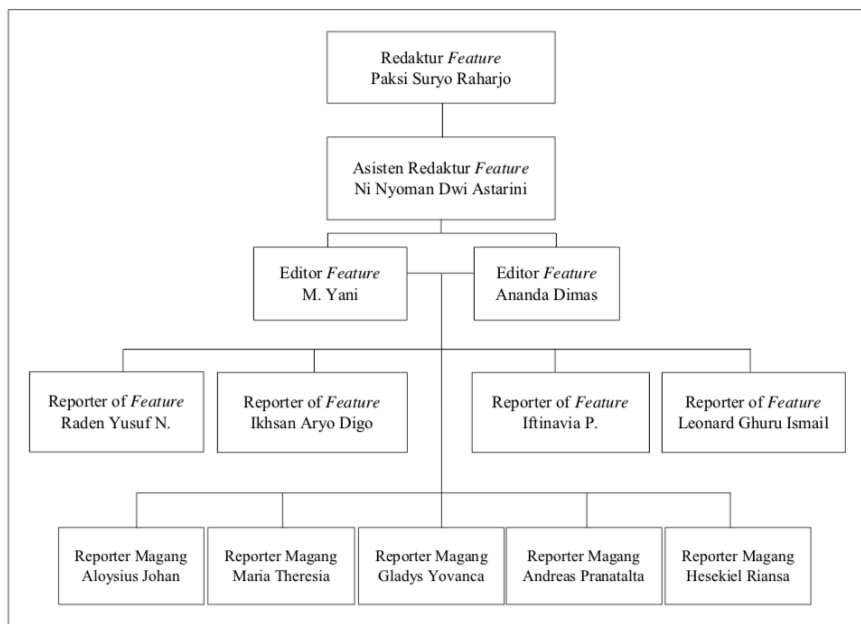 Redaktur Feature
Paksi Suryo Raharjo
Asisten Redaktur Feature
Ni Nyoman Dwi Astarini
Editor Feature
M. Yani
Editor Feature
Ananda Dimas
Reporter of Feature
Raden Yusuf N.
Reporter of Feature
Ikhsan Aryo Digo
Reporter of Feature
Iftinavia P.
Reporter of Feature
Leonard Ghuru Ismail
Reporter Magang
Aloysius Johan
Reporter Magang
Maria Theresia
Reporter Magang
Gladys Yovanca
Reporter Magang
Andreas Pranatalta
Reporter Magang
Hesekiel Riansa